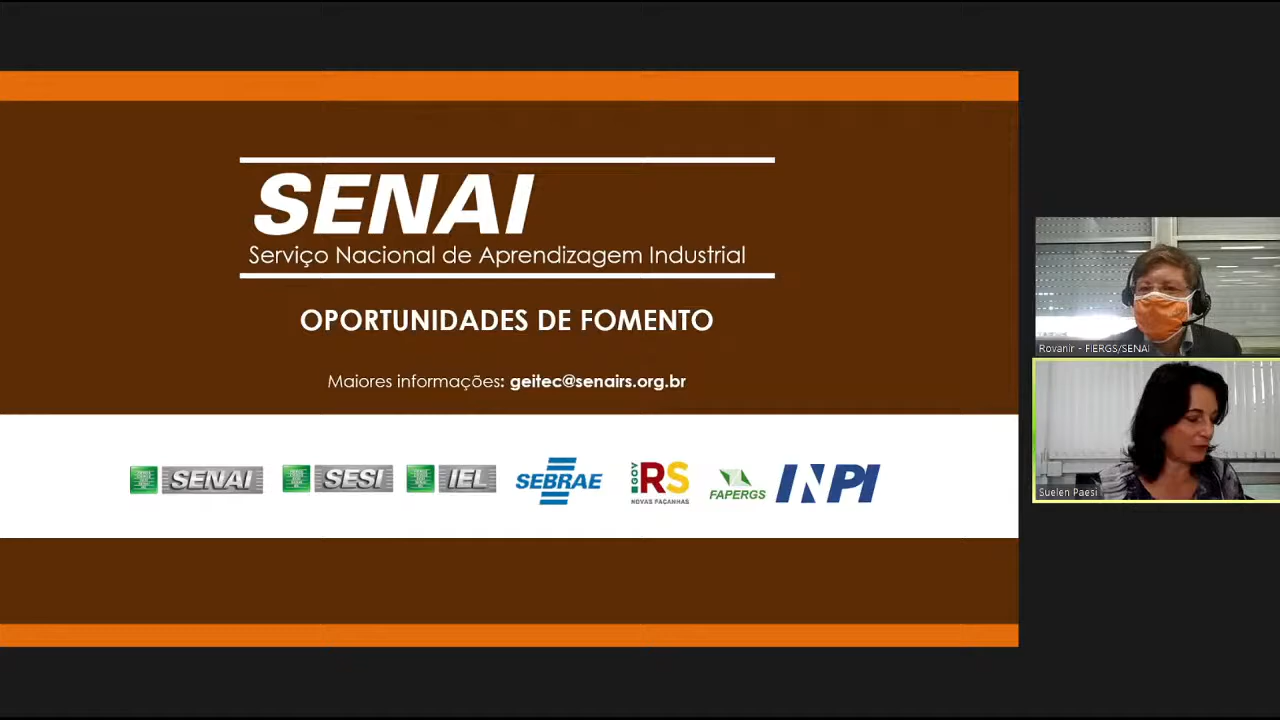 SENAI
Serviço Nacional de Aprendizagem Industrial
OPORTUNIDADES DE FOMENTO
Maiores informações: geitec@senairs.org.br
SENAI SESI IEL SEBRAE GOV RS NOVAS FAÇANHAS FAPERGS INPI
Rovanir - FIERGS/SENAI
Suelen Paesi